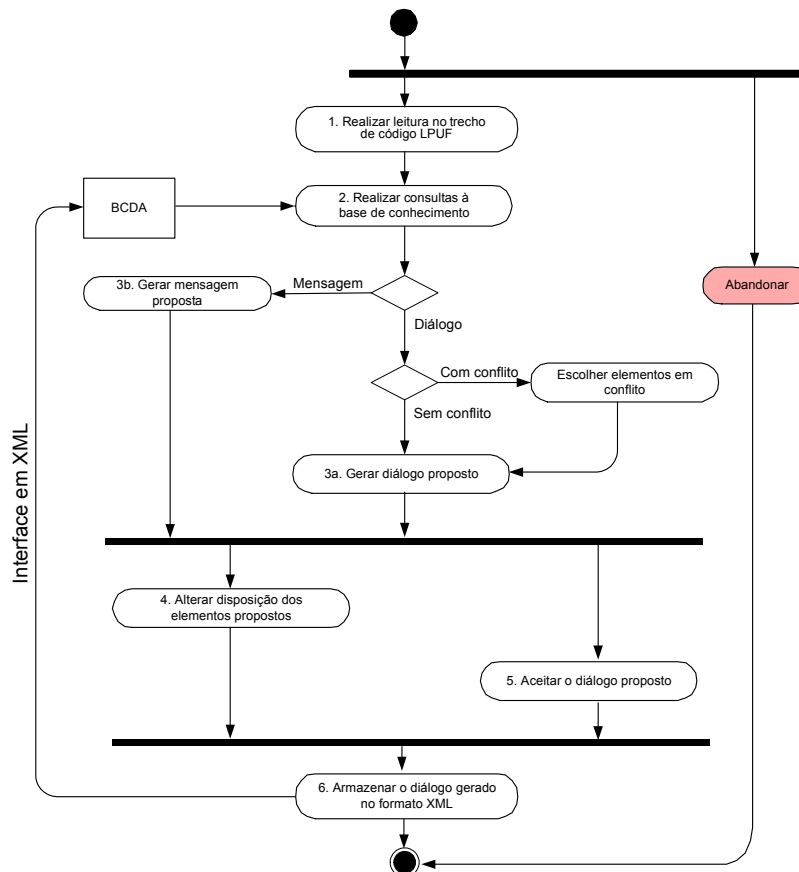 1. Realizar leitura no trecho
de código LPUF
BCDA
2. Realizar consultas à
base de conhecimento
3b. Gerar mensagem
proposta
Mensagem
Abandonar
Diálogo
Com conflito
Escolher elementos em
conflito
Sem conflito
3a. Gerar diálogo proposto
Interface em XML
4. Alterar disposição dos
elementos propostos
5. Aceitar o diálogo proposto
6. Armazenar o diálogo gerado
no formato XML